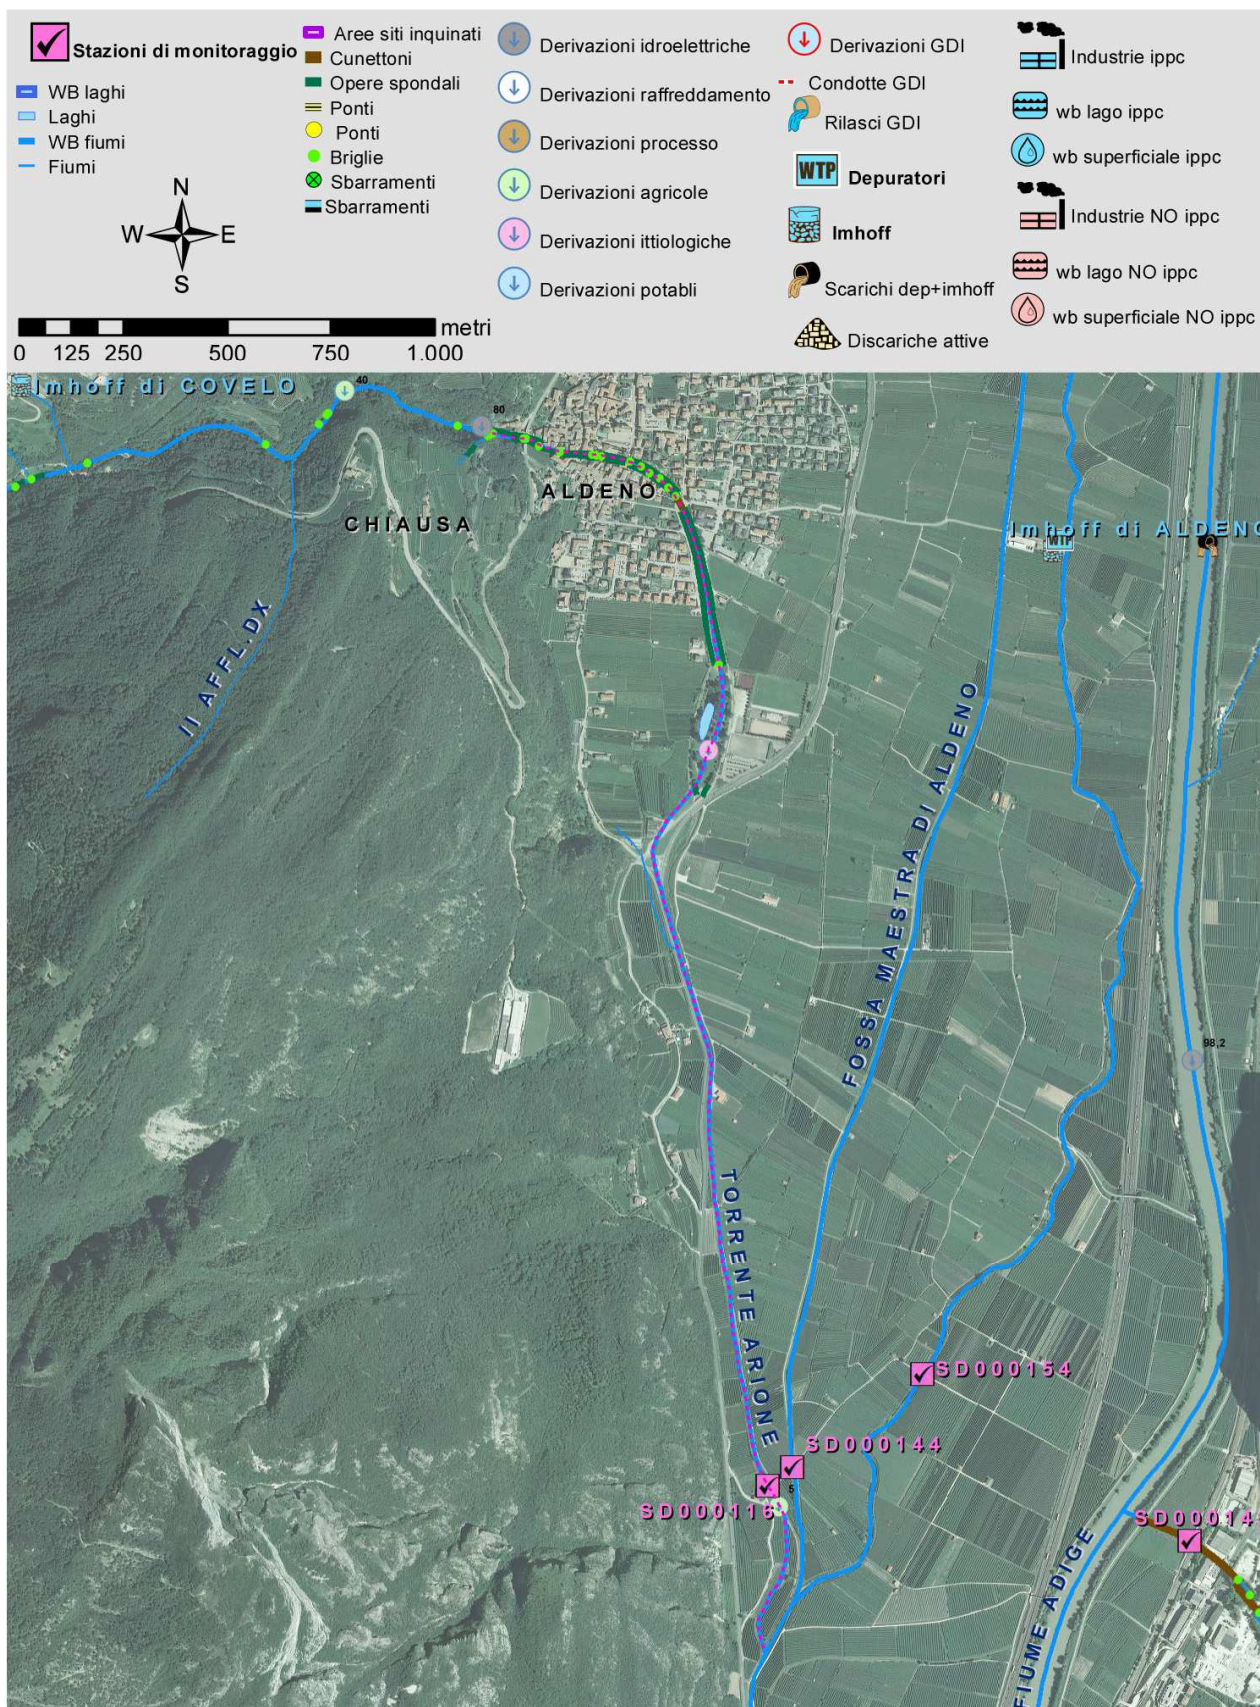 Stazioni di monitoraggio
WB laghi
Laghi
WB fiumi
Fiumi
N
W E
S
Aree siti inquinati
Cunettoni
Opere spondali
Ponti
Ponti
Briglie
Sbarramenti
Sbarramenti
Derivazioni idroelettriche
Derivazioni raffreddamento
Derivazioni processo
Derivazioni agricole
Derivazioni ittiologiche
Derivazioni potabli
Derivazioni GDI
Condotte GDI
Rilasci GDI
WTP Depuratori
Imhoff
Scarichi dep+imhoff
Discariche attive
Industrie ippc
wb lago ippc
wb superficiale ippc
Industrie NO ippc
wb lago NO ippc
wb superficiale NO ippc
metri
0 125 250 500 750 1.000
Imhoff di COVELO
40
80
ALDENO
CHIAUSA
Imhoff di ALDENO
WTP
II AFFL.DX
FOSSA MAESTRA DI ALDENO
98,2
TORRENTE ARIONE
SD000154
SD000144
5
SD000116
SD00014
FIUME ADIGE